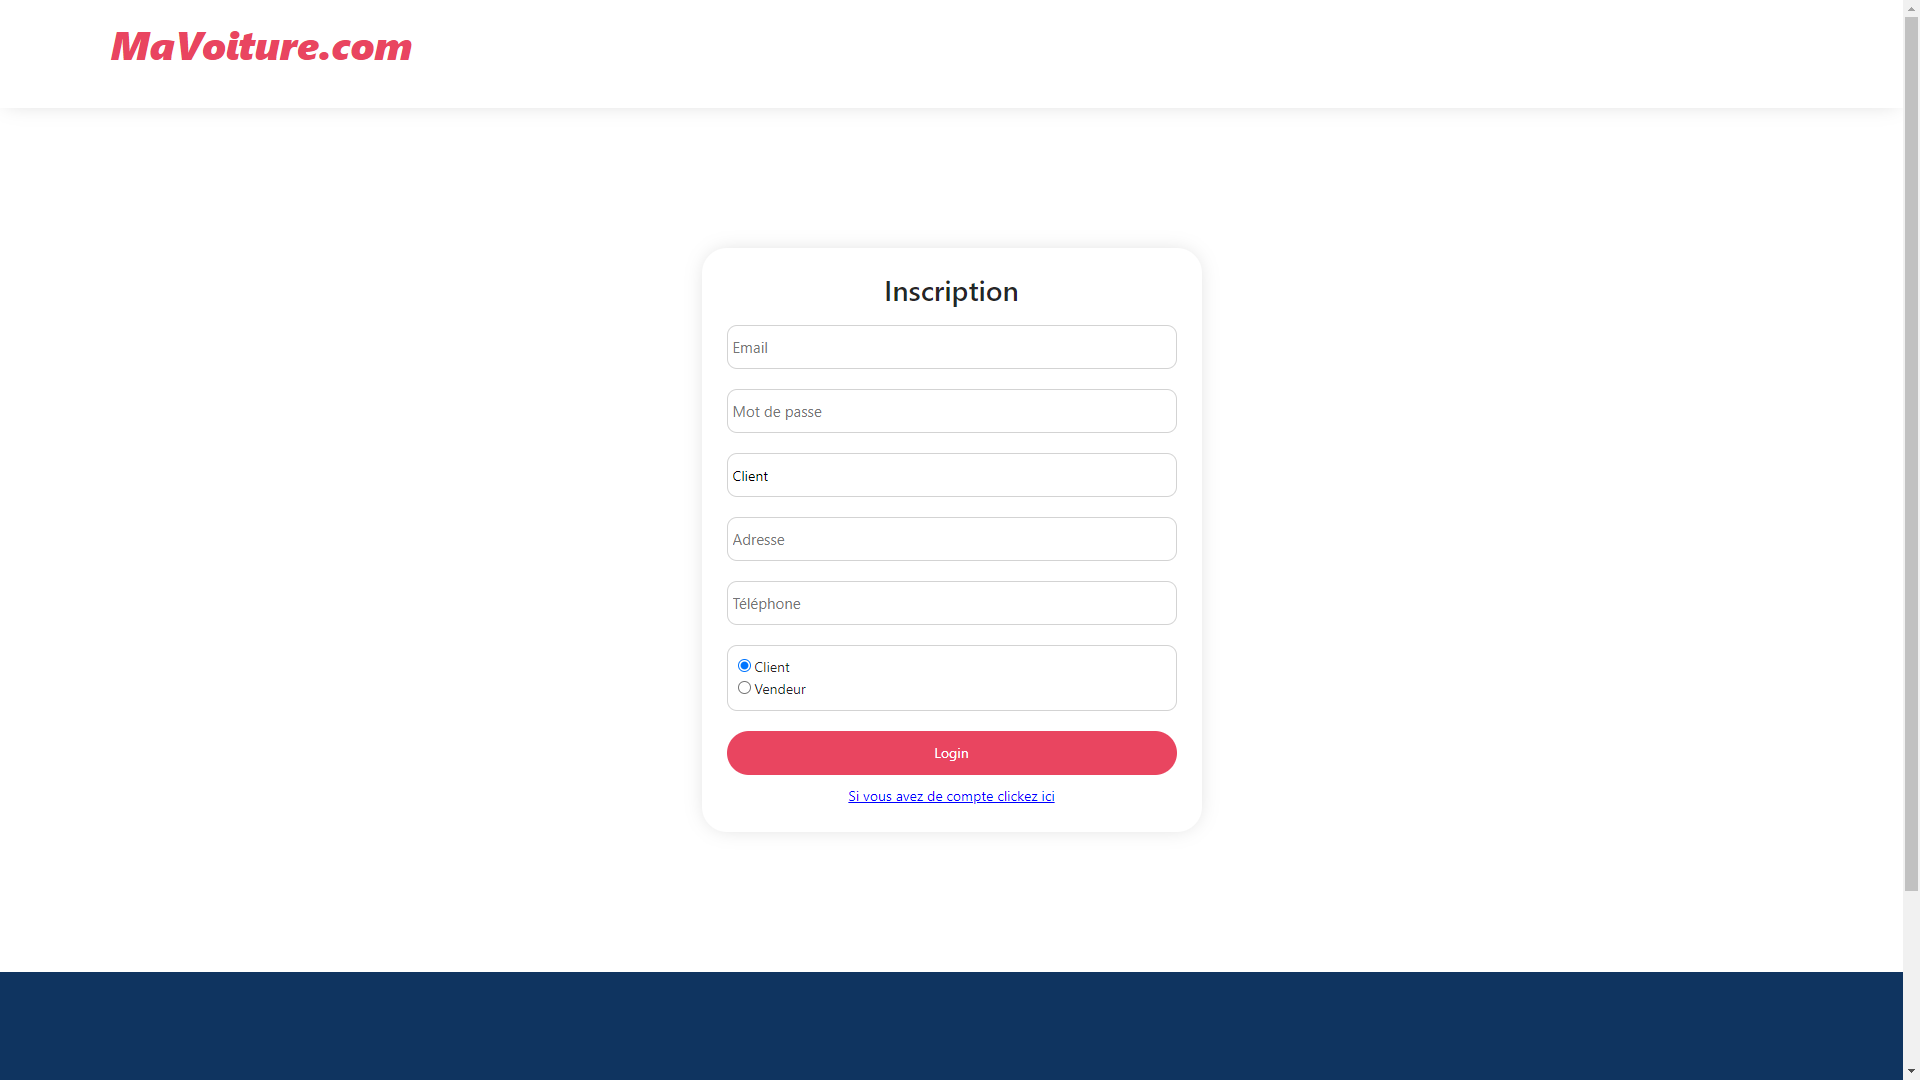 MaVoiture.com
Inscription
Email
Mot de passe
Client
Adresse
Téléphone
Client
Vendeur
Login
Si vous avez de compte clickez ici